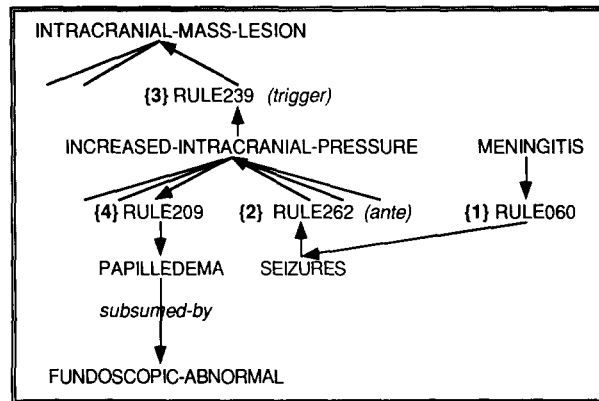 INTRACRANIAL-MASS-LESION
{3} RULE239 (trigger)
INCREASED-INTRACRANIAL-PRESSURE MENINGITIS
{4} RULE209 {2} RULE262 (ante) {1} RULE060
PAPILLEDEMA SEIZURES
subsumed-by
FUNDOSCOPIC-ABNORMAL